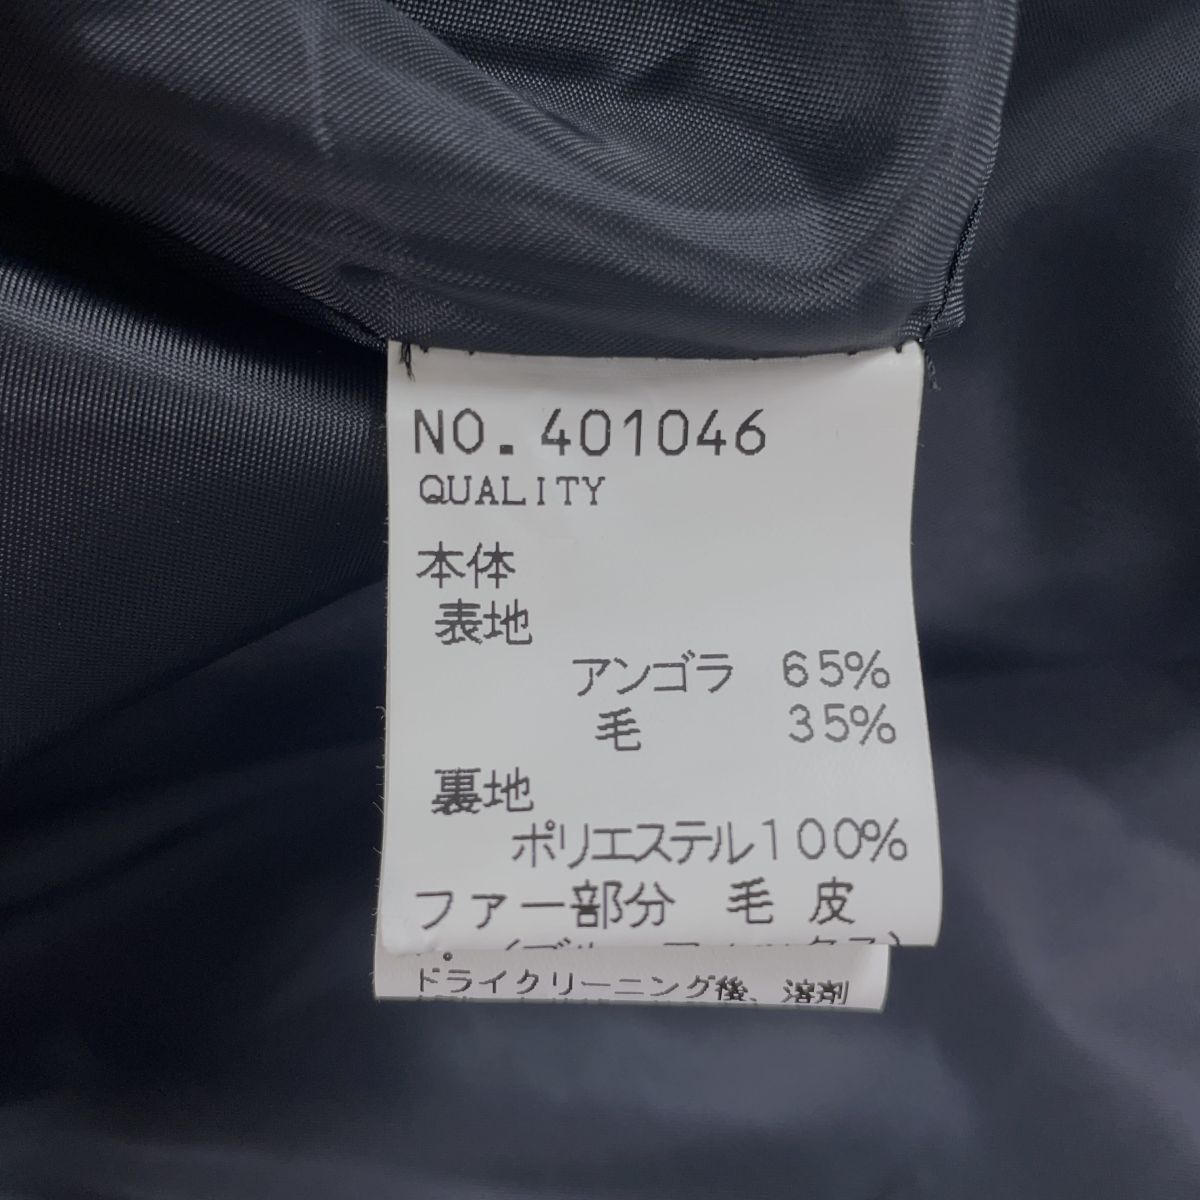 NO.401046
QUALITY
本体
表地
アンゴラ 65%
毛 35%
裏地
ポリエステル100%
ファー部分 毛 皮
ドライクリーニング後、溶剤